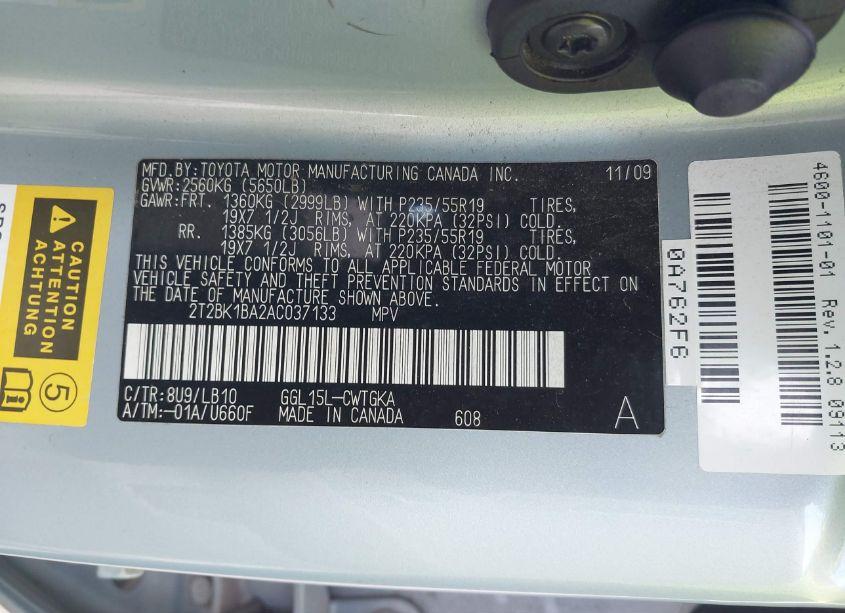 MFD.BY:TOYOTA MOTOR MANUFACTURING CANADA INC. 11/09
GVWR:2560KG (5650LB)
GAWR:FRT. 1360KG (2999LB) WITH P235/55R19 TIRES,
19X7 1/2J RIMS, AT 220KPA (32PSI) COLD.
RR. 1385KG (3056LB) WITH P235/55R19 TIRES,
19X7 1/2J RIMS, AT 220KPA (32PSI) COLD.
THIS VEHICLE CONFORMS TO ALL APPLICABLE FEDERAL MOTOR
VEHICLE SAFETY AND THEFT PREVENTION STANDARDS IN EFFECT ON
THE DATE OF MANUFACTURE SHOWN ABOVE.
2T2BK1BA2AC037133 MPV
C/TR:8U9/LB10 GGL15L-CWTGKA
A/TM:-01A/U660F MADE IN CANADA 608 A
CAUTION
ATTENTION
ACHTUNG
5
0A76ZF6
4600-1101-01 Rev. 1.2.8 09113